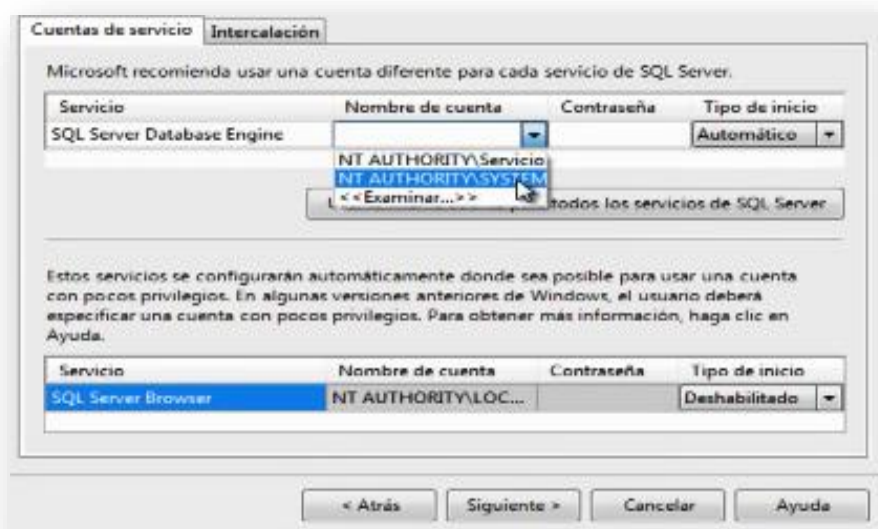 Cuentas de servicio Intercalación
Microsoft recomienda usar una cuenta diferente para cada servicio de SQL Server.
Servicio Nombre de cuenta Contraseña Tipo de inicio
SQL Server Database Engine Automático
NT AUTHORITY\Servicio
NT AUTHORITY\SYSTEM
<<Examinar...>>
todos los servicios de SQL Server
Estos servicios se configurarán automáticamente donde sea posible para usar una cuenta
con pocos privilegios. En algunas versiones anteriores de Windows, el usuario deberá
especificar una cuenta con pocos privilegios. Para obtener más información, haga clic en
Ayuda.
Servicio Nombre de cuenta Contraseña Tipo de inicio
SQL Server Browser NT AUTHORITY\LOC... Deshabilitado
< Atrás Siguiente > Cancelar Ayuda